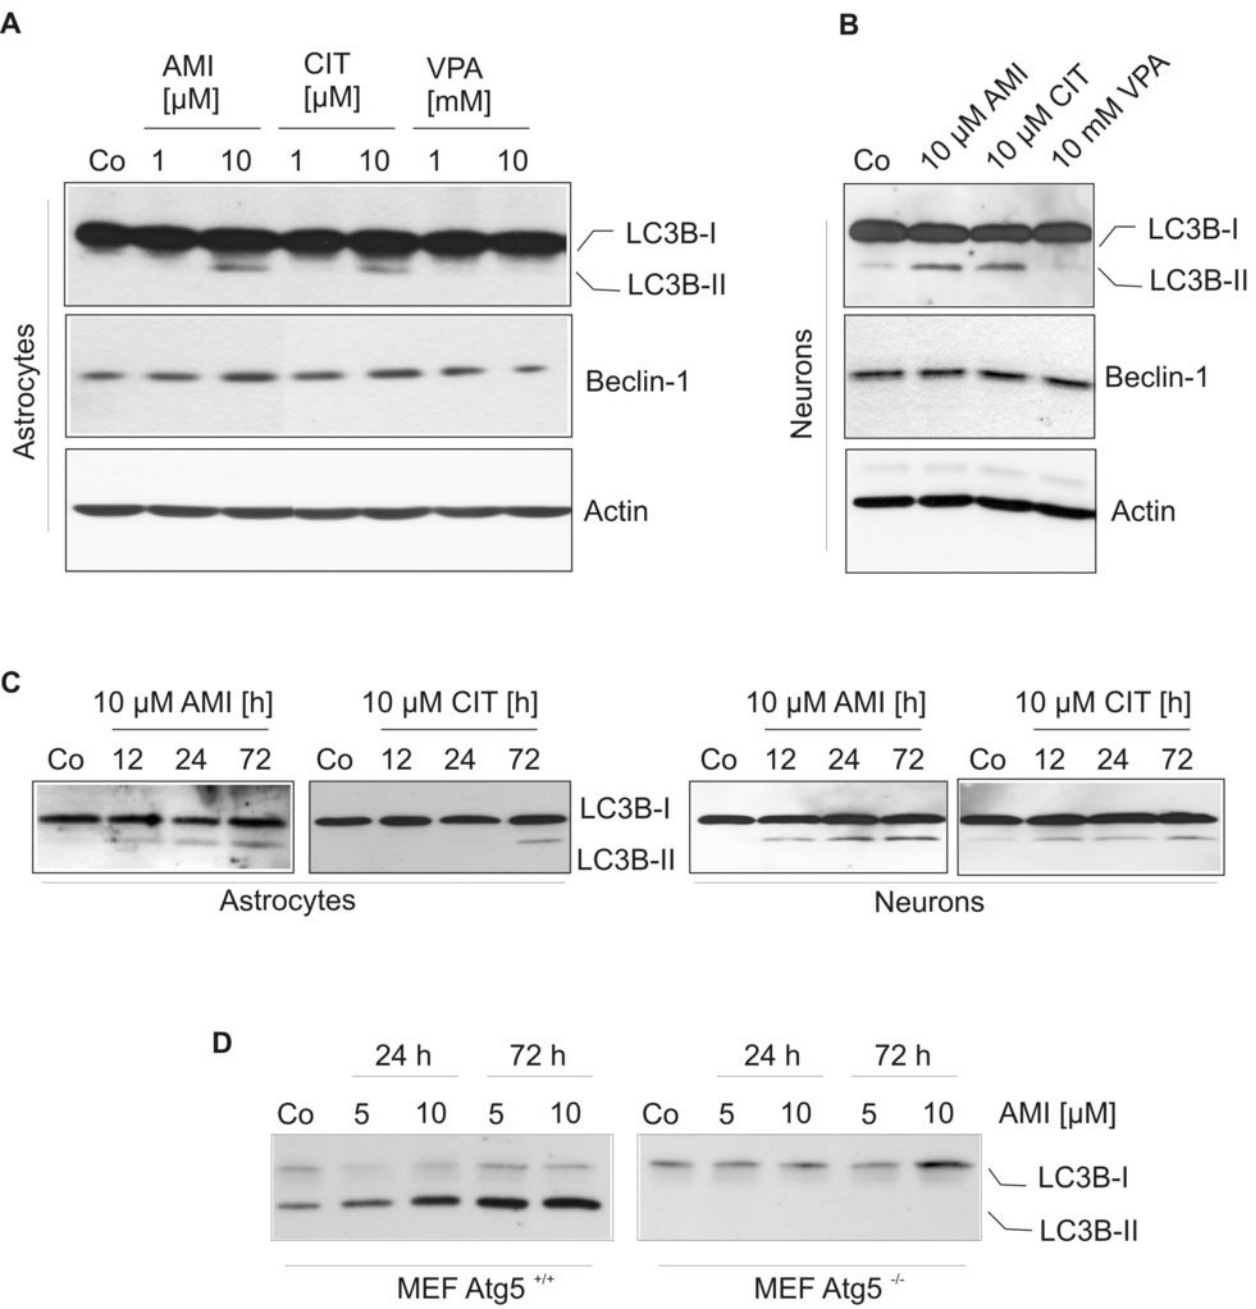 A
AMI CIT VPA
[µM] [µM] [mM]
Co 1 10 1 10 1 10
LC3B-I
LC3B-II
Beclin-1
Actin
Astrocytes
B
Co 10 µM AMI 10 µM CIT 10 mM VPA
LC3B-I
LC3B-II
Beclin-1
Actin
Neurons
C
10 µM AMI [h] 10 µM CIT [h] 10 µM AMI [h] 10 µM CIT [h]
Co 12 24 72 Co 12 24 72 Co 12 24 72 Co 12 24 72
LC3B-I
LC3B-II
Astrocytes Neurons
D
24 h 72 h 24 h 72 h
Co 5 10 5 10 Co 5 10 5 10 AMI [µM]
LC3B-I
LC3B-II
MEF Atg5 +/+ MEF Atg5 -/-